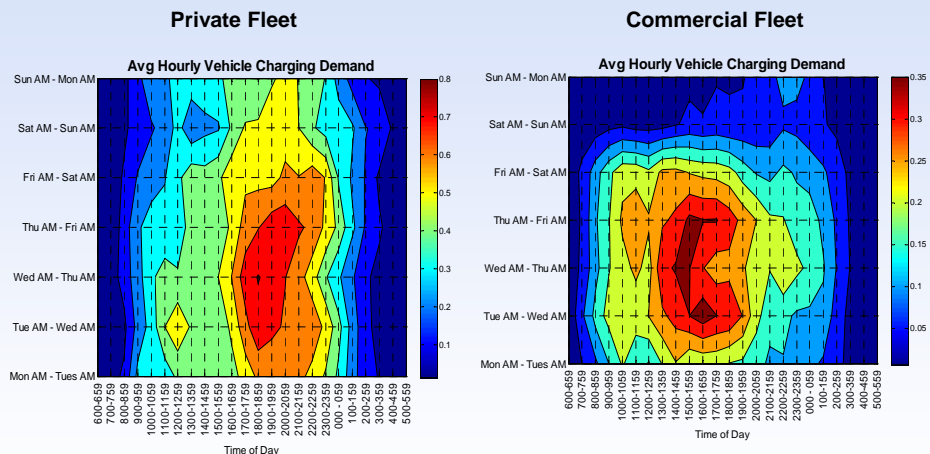 Private Fleet
Avg Hourly Vehicle Charging Demand
Sun AM - Mon AM
Sat AM - Sun AM
Fri AM - Sat AM
Thu AM - Fri AM
Wed AM - Thu AM
Tue AM - Wed AM
Mon AM - Tues AM
600-659
700-759
800-859
900-959
1000-1059
1100-1159
1200-1259
1300-1359
1400-1459
1500-1559
1600-1659
1700-1759
1800-1859
1900-1959
2000-2059
2100-2159
2200-2259
2300-2359
000 - 059
100-159
200-259
300-359
400-459
500-559
Time of Day
0.8
0.7
0.6
0.5
0.4
0.3
0.2
0.1
Commercial Fleet
Avg Hourly Vehicle Charging Demand
Sun AM - Mon AM
Sat AM - Sun AM
Fri AM - Sat AM
Thu AM - Fri AM
Wed AM - Thu AM
Tue AM - Wed AM
Mon AM - Tues AM
600-659
700-759
800-859
900-959
1000-1059
1100-1159
1200-1259
1300-1359
1400-1459
1500-1559
1600-1659
1700-1759
1800-1859
1900-1959
2000-2059
2100-2159
2200-2259
2300-2359
000 - 059
100-159
200-259
300-359
400-459
500-559
Time of Day
0.35
0.3
0.25
0.2
0.15
0.1
0.05